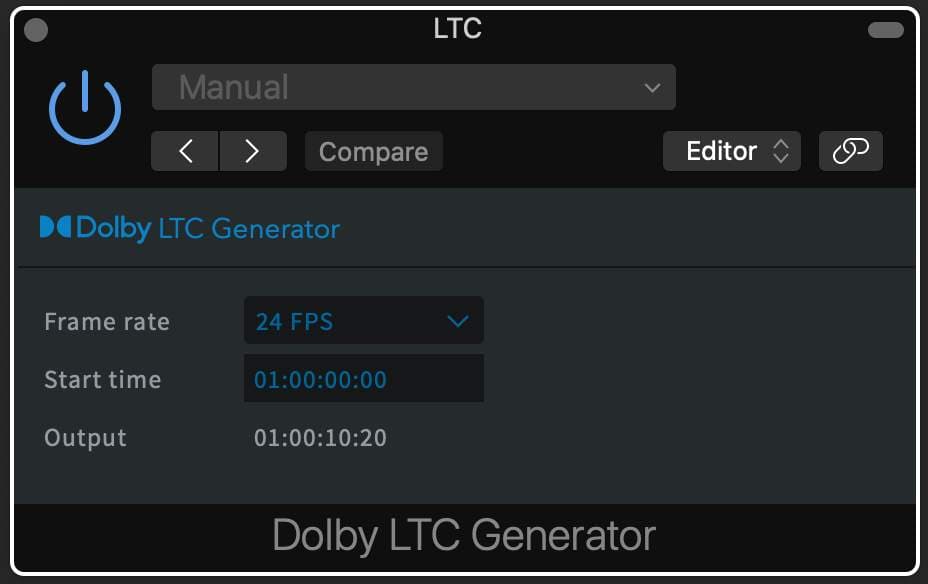 LTC
Manual
Compare
Editor
Dolby LTC Generator
Frame rate 24 FPS
Start time 01:00:00:00
Output 01:00:10:20
Dolby LTC Generator